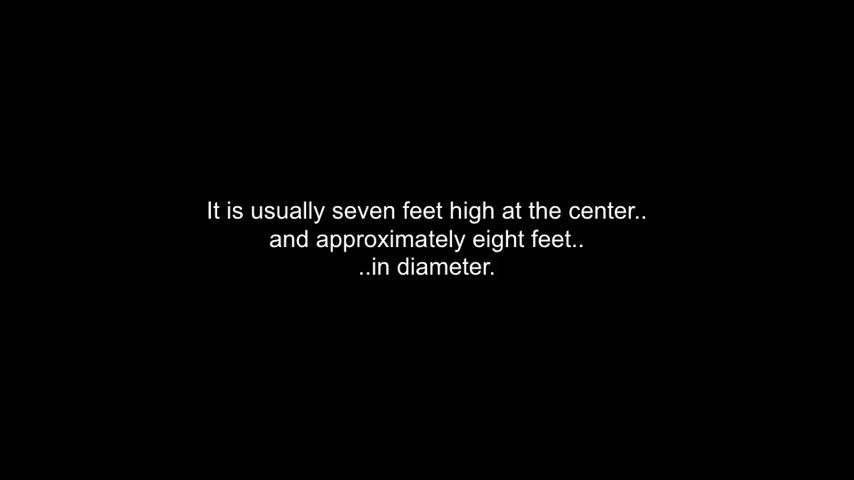 It is usually seven feet high at the center..
and approximately eight feet..
..in diameter.